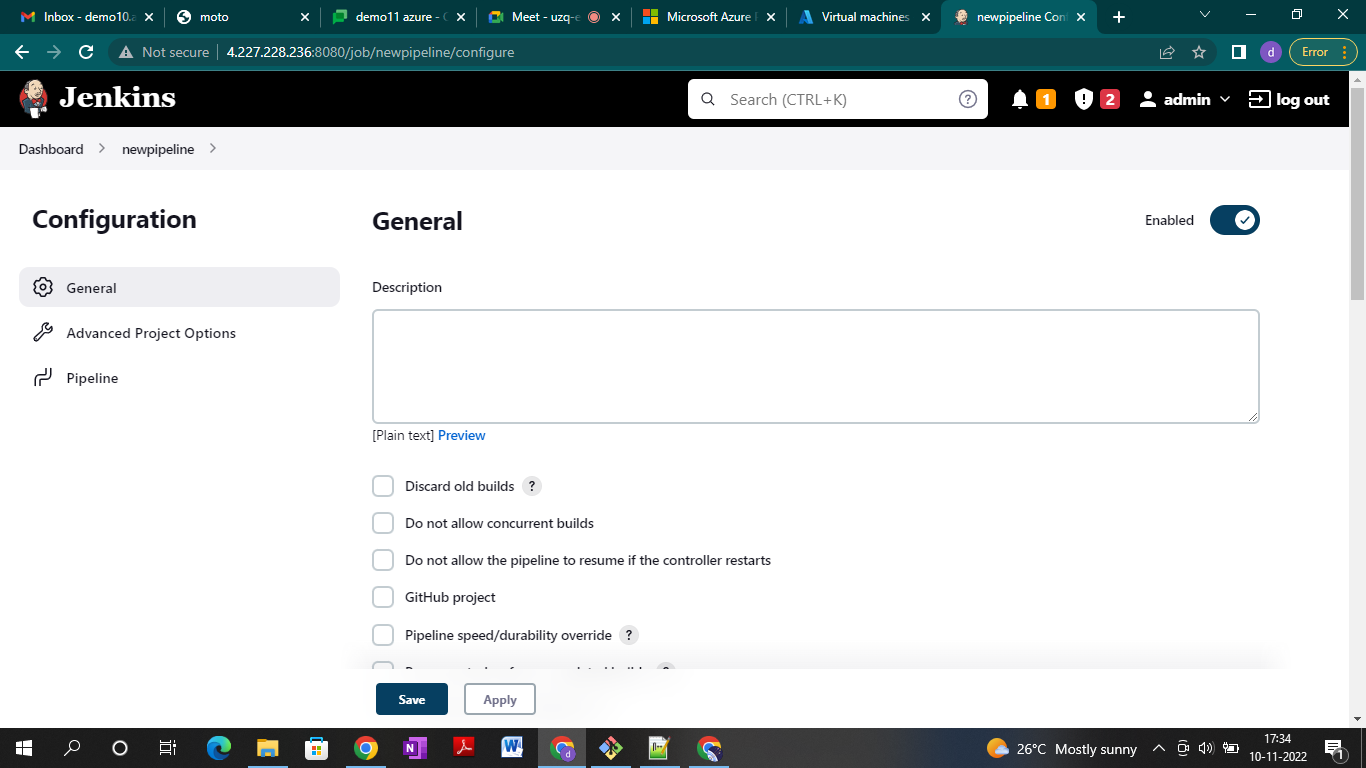 Inbox - demo10.a
moto
demo11 azure - C
Meet - uzq-e
Microsoft Azure
Virtual machines
newpipeline Con
Not secure
4.227.228.236:8080/job/newpipeline/configure
d
Error
Jenkins
Search (CTRL+K)
?
1
2
admin
log out
Dashboard
newpipeline
Configuration
General
Enabled
General
Advanced Project Options
Pipeline
Description
[Plain text] Preview
Discard old builds ?
Do not allow concurrent builds
Do not allow the pipeline to resume if the controller restarts
GitHub project
Pipeline speed/durability override ?
Save
Apply
26°C Mostly sunny
17:34
10-11-2022
1